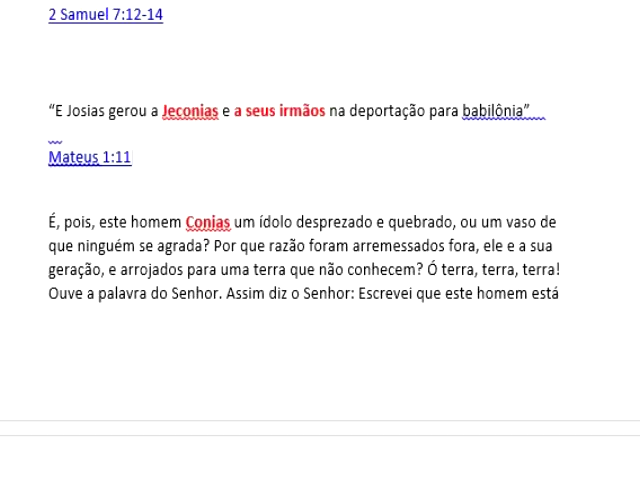 2 Samuel 7:12-14
“E Josias gerou a Jeconias e a seus irmãos na deportação para babilônia”
Mateus 1:11
É, pois, este homem Conias um ídolo desprezado e quebrado, ou um vaso de
que ninguém se agrada? Por que razão foram arremessados fora, ele e a sua
geração, e arrojados para uma terra que não conhecem? Ó terra, terra, terra!
Ouve a palavra do Senhor. Assim diz o Senhor: Escrevei que este homem está